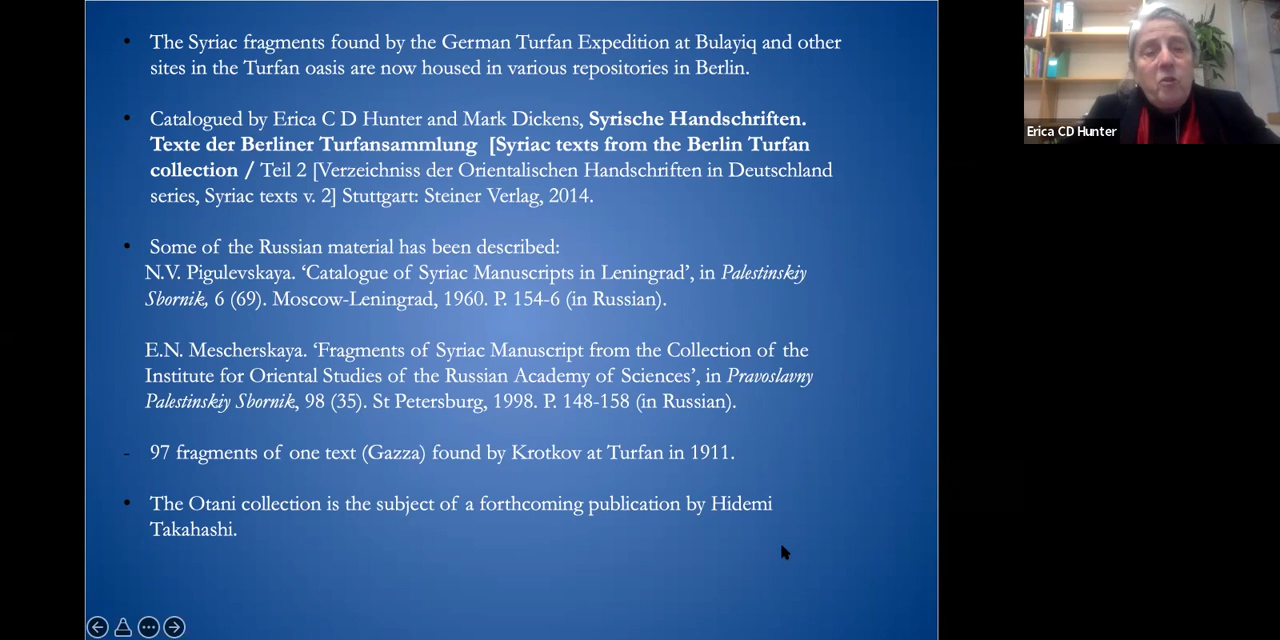 The Syriac fragments found by the German Turfan Expedition at Bulayiq and other
sites in the Turfan oasis are now housed in various repositories in Berlin.
Catalogued by Erica C D Hunter and Mark Dickens, Syrische Handschriften.
Texte der Berliner Turfansammlung [Syriac texts from the Berlin Turfan
collection / Teil 2 [Verzeichniss der Orientalischen Handschriften in Deutschland
series, Syriac texts v. 2] Stuttgart: Steiner Verlag, 2014.
Some of the Russian material has been described:
N.V. Pigulevskaya. ‘Catalogue of Syriac Manuscripts in Leningrad’, in Palestinskiy
Sbornik, 6 (69). Moscow-Leningrad, 1960. P. 154-6 (in Russian).
E.N. Mescherskaya. ‘Fragments of Syriac Manuscript from the Collection of the
Institute for Oriental Studies of the Russian Academy of Sciences’, in Pravoslavny
Palestinskiy Sbornik, 98 (35). St Petersburg, 1998. P. 148-158 (in Russian).
- 97 fragments of one text (Gazza) found by Krotkov at Turfan in 1911.
The Otani collection is the subject of a forthcoming publication by Hidemi
Takahashi.
Erica CD Hunter